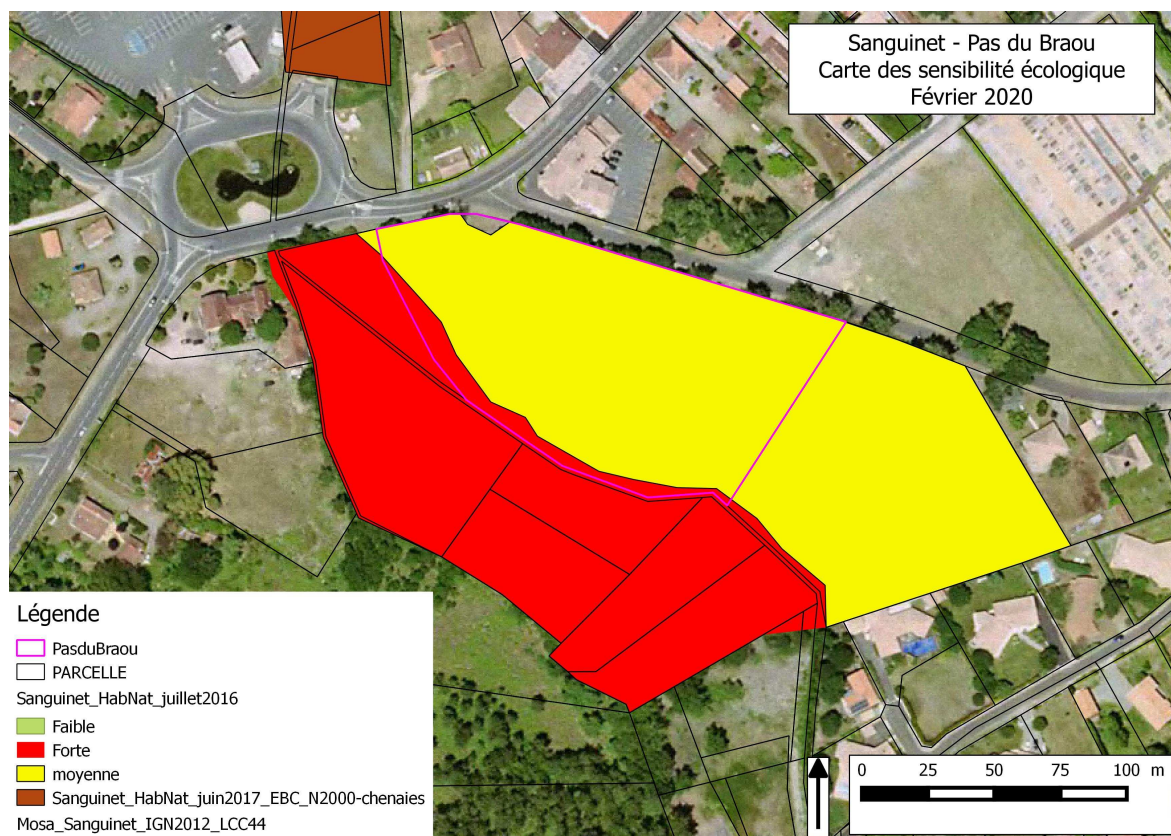 Sanguinet - Pas du Braou
Carte des sensibilité écologique
Février 2020
Légende
PasduBraou
PARCELLE
Sanguinet_HabNat_juillet2016
Faible
Forte
moyenne
Sanguinet_HabNat_juin2017_EBC_N2000-chenaies
Mosa_Sanguinet_IGN2012_LCC44
0 25 50 75 100 m